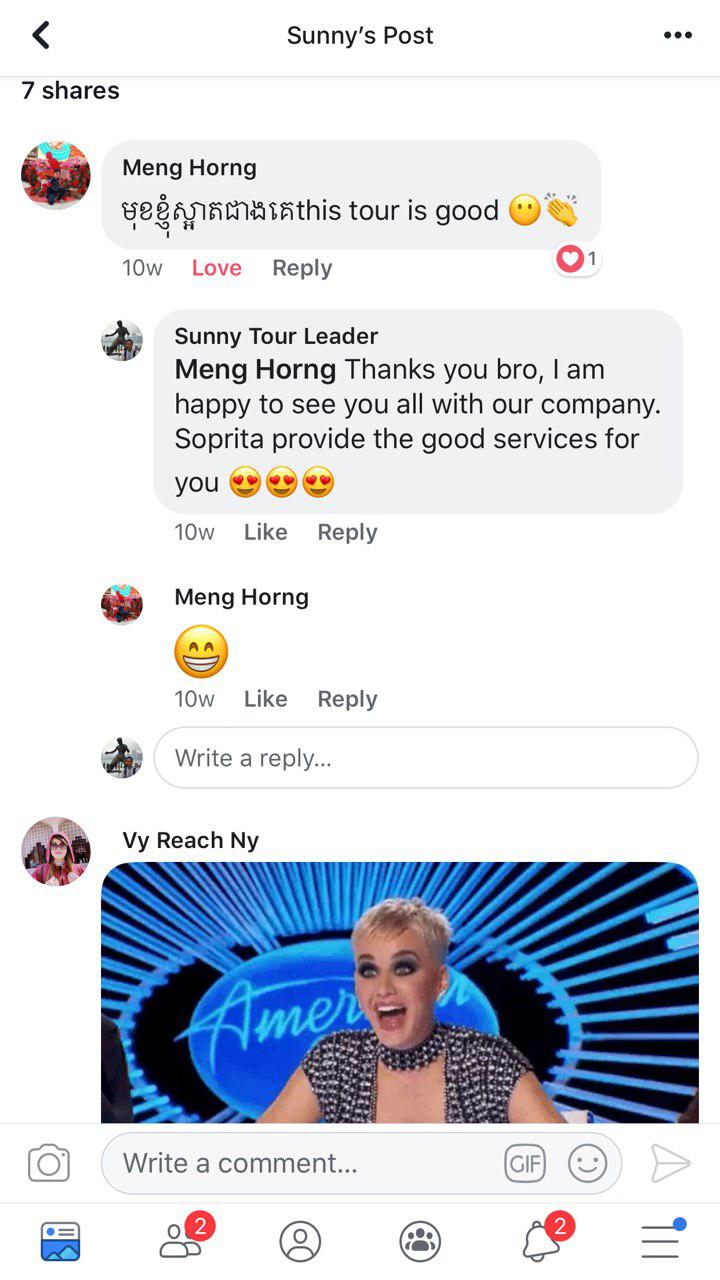 Sunny's Post
7 shares
Meng Horng
មុខខ្ញុំស្អាតជាងគេthis tour is good 😶👏
10w Love Reply
1
Sunny Tour Leader
Meng Horng Thanks you bro, I am
happy to see you all with our company.
Soprita provide the good services for
you 😍😍😍
10w Like Reply
Meng Horng
😁
10w Like Reply
Write a reply...
Vy Reach Ny
Write a comment...
GIF
2
2